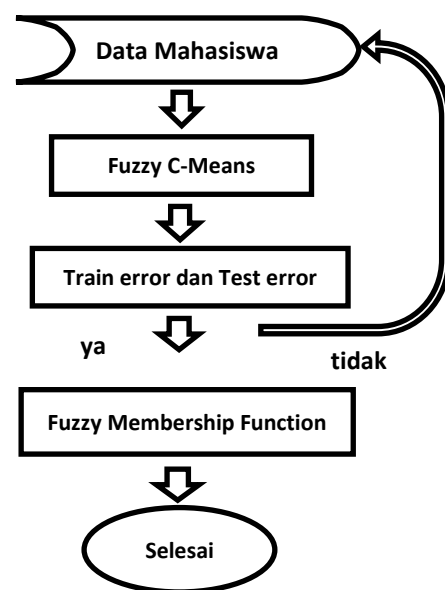 Data Mahasiswa
Fuzzy C-Means
Train error dan Test error
ya
tidak
Fuzzy Membership Function
Selesai